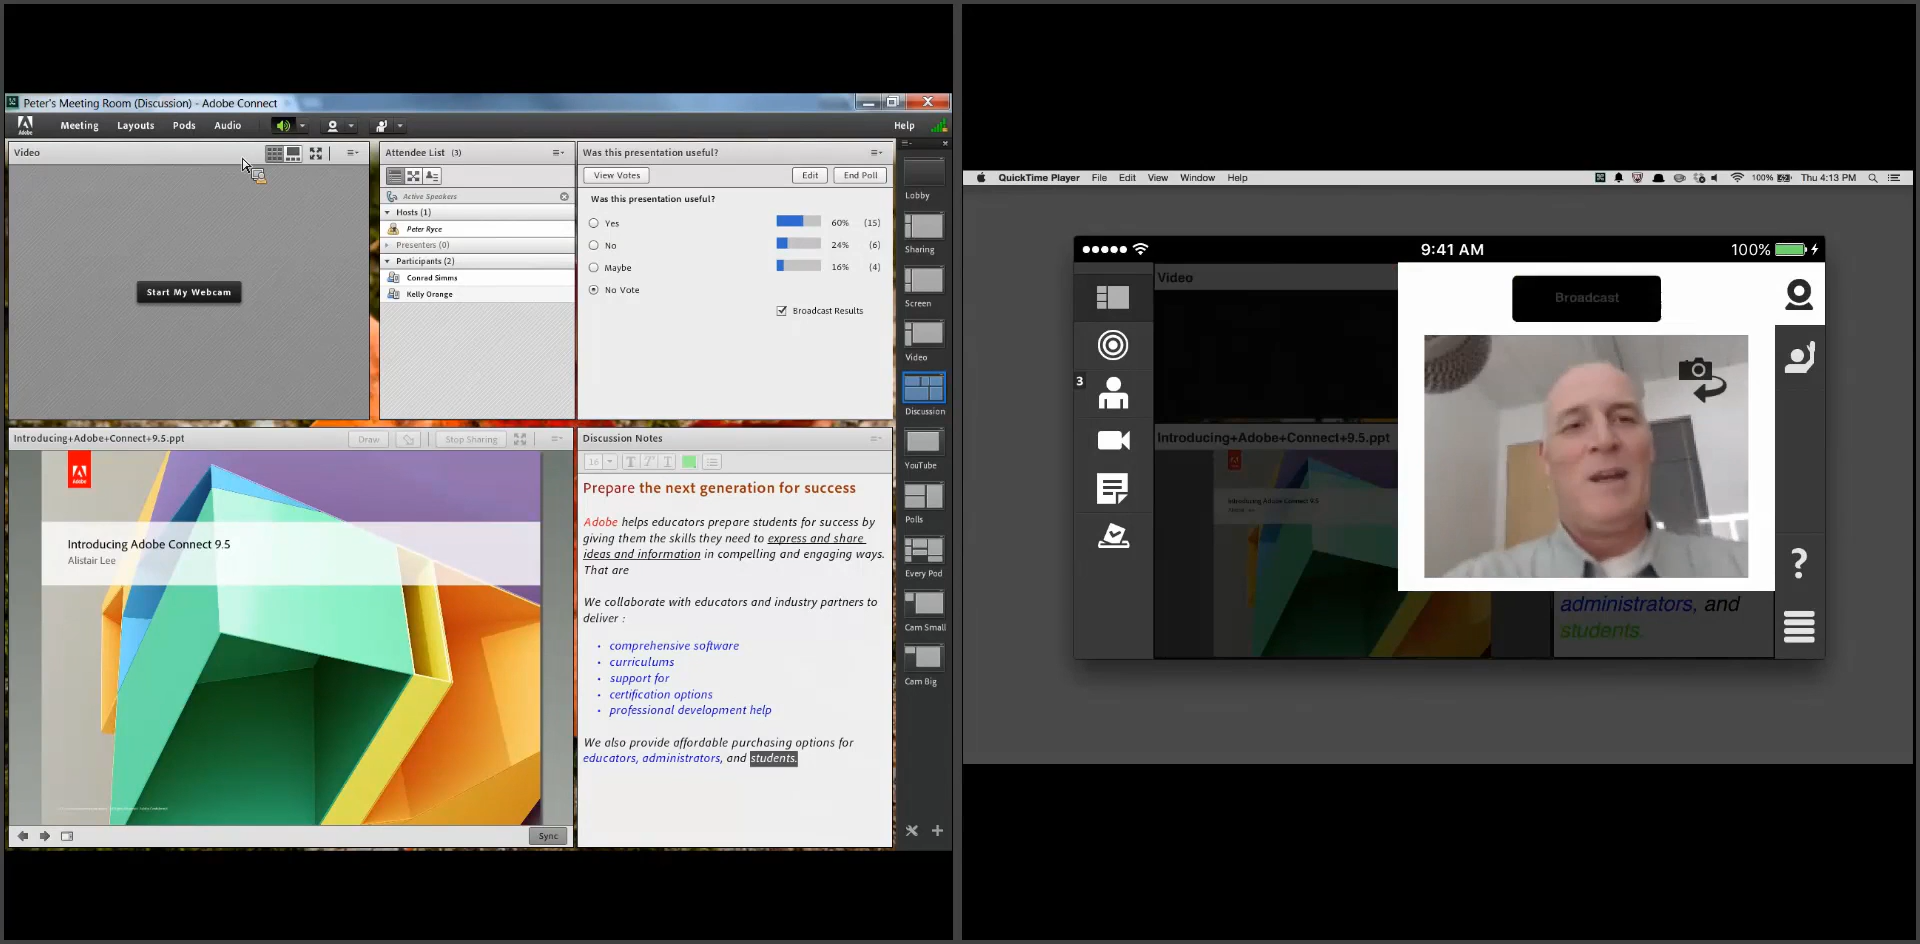 Peter's Meeting Room (Discussion) - Adobe Connect
Adobe
Meeting
Layouts
Pods
Audio
Help
Video
Start My Webcam
Attendee List (3)
Active Speakers
Hosts (1)
Peter Ryce
Presenters (0)
Participants (2)
Conrad Simms
Kelly Orange
Was this presentation useful?
View Votes
Edit
End Poll
Was this presentation useful?
Yes 60% (15)
No 24% (6)
Maybe 16% (4)
No Vote
Broadcast Results
Lobby
Sharing
Screen
Video
Discussion
YouTube
Polls
Every Pod
Cam Small
Cam Big
Introducing+Adobe+Connect+9.5.ppt
Draw
Stop Sharing
Adobe
Introducing Adobe Connect 9.5
Alistair Lee
Sync
Discussion Notes
16
T T T
Prepare the next generation for success
Adobe helps educators prepare students for success by
giving them the skills they need to express and share
ideas and information in compelling and engaging ways.
That are
We collaborate with educators and industry partners to
deliver :
• comprehensive software
• curriculums
• support for
• certification options
• professional development help
We also provide affordable purchasing options for
educators, administrators, and students.
QuickTime Player File Edit View Window Help
100% Thu 4:13 PM
9:41 AM
100%
Video
Broadcast
3
Introducing+Adobe+Connect+9.5.ppt
Introducing Adobe Connect 9.5
administrators, and
students.
?